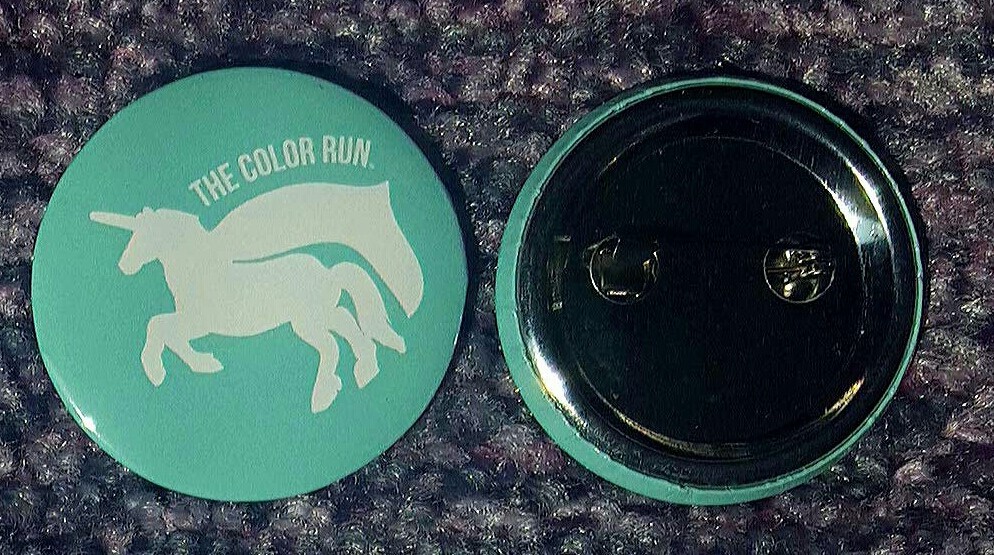 THE COLOR RUN.